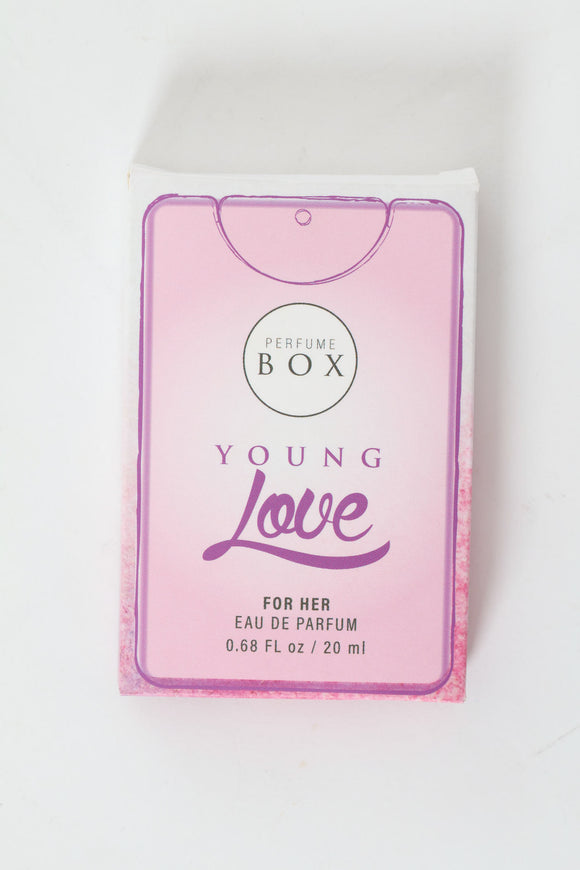 PERFUME
BOX
YOUNG
Love
FOR HER
EAU DE PARFUM
0.68 FL oz / 20 ml